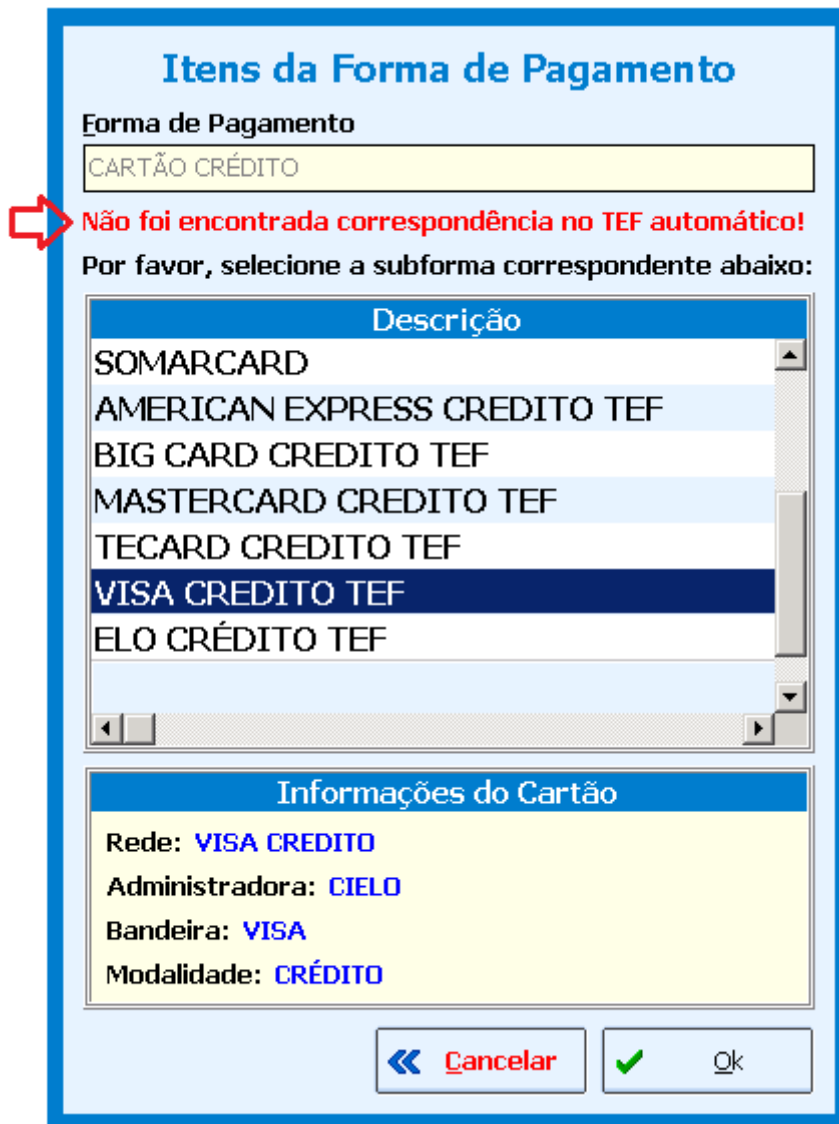 Itens da Forma de Pagamento
Forma de Pagamento
CARTÃO CRÉDITO
Não foi encontrada correspondência no TEF automático!
Por favor, selecione a subforma correspondente abaixo:
Descrição
SOMARCARD
AMERICAN EXPRESS CREDITO TEF
BIG CARD CREDITO TEF
MASTERCARD CREDITO TEF
TECARD CREDITO TEF
VISA CREDITO TEF
ELO CRÉDITO TEF
Informações do Cartão
Rede: VISA CREDITO
Administradora: CIELO
Bandeira: VISA
Modalidade: CRÉDITO
Cancelar Ok